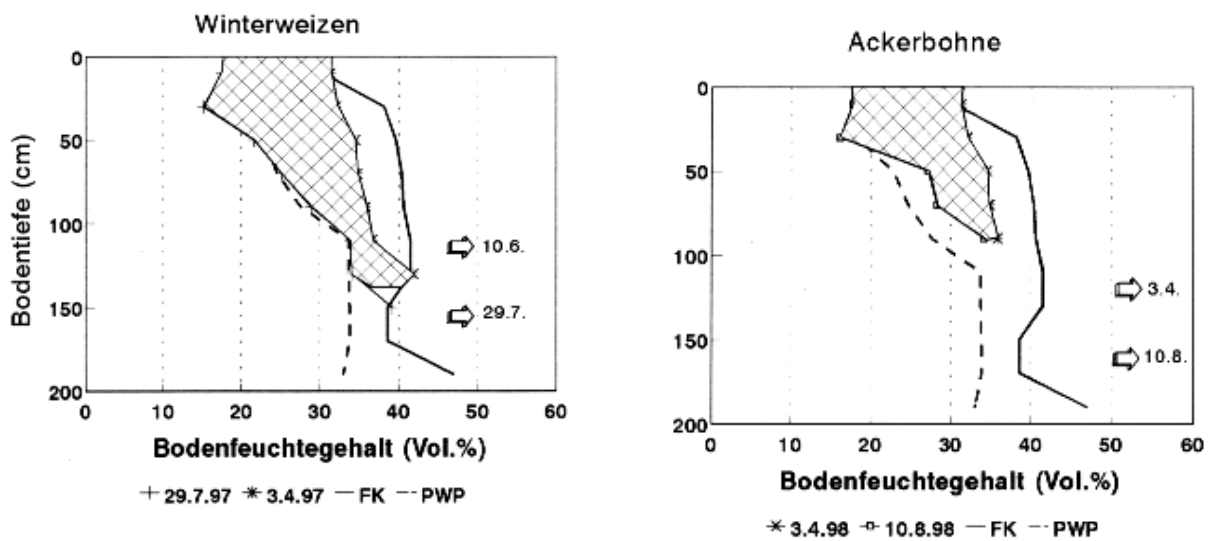 Winterweizen
0
50
100
150
200
0 10 20 30 40 50 60
Bodentiefe (cm)
10.6.
29.7.
Bodenfeuchtegehalt (Vol.%)
29.7.97 3.4.97 FK PWP
Ackerbohne
0
50
100
150
200
0 10 20 30 40 50 60
3.4.
10.8.
Bodenfeuchtegehalt (Vol.%)
3.4.98 10.8.98 FK PWP